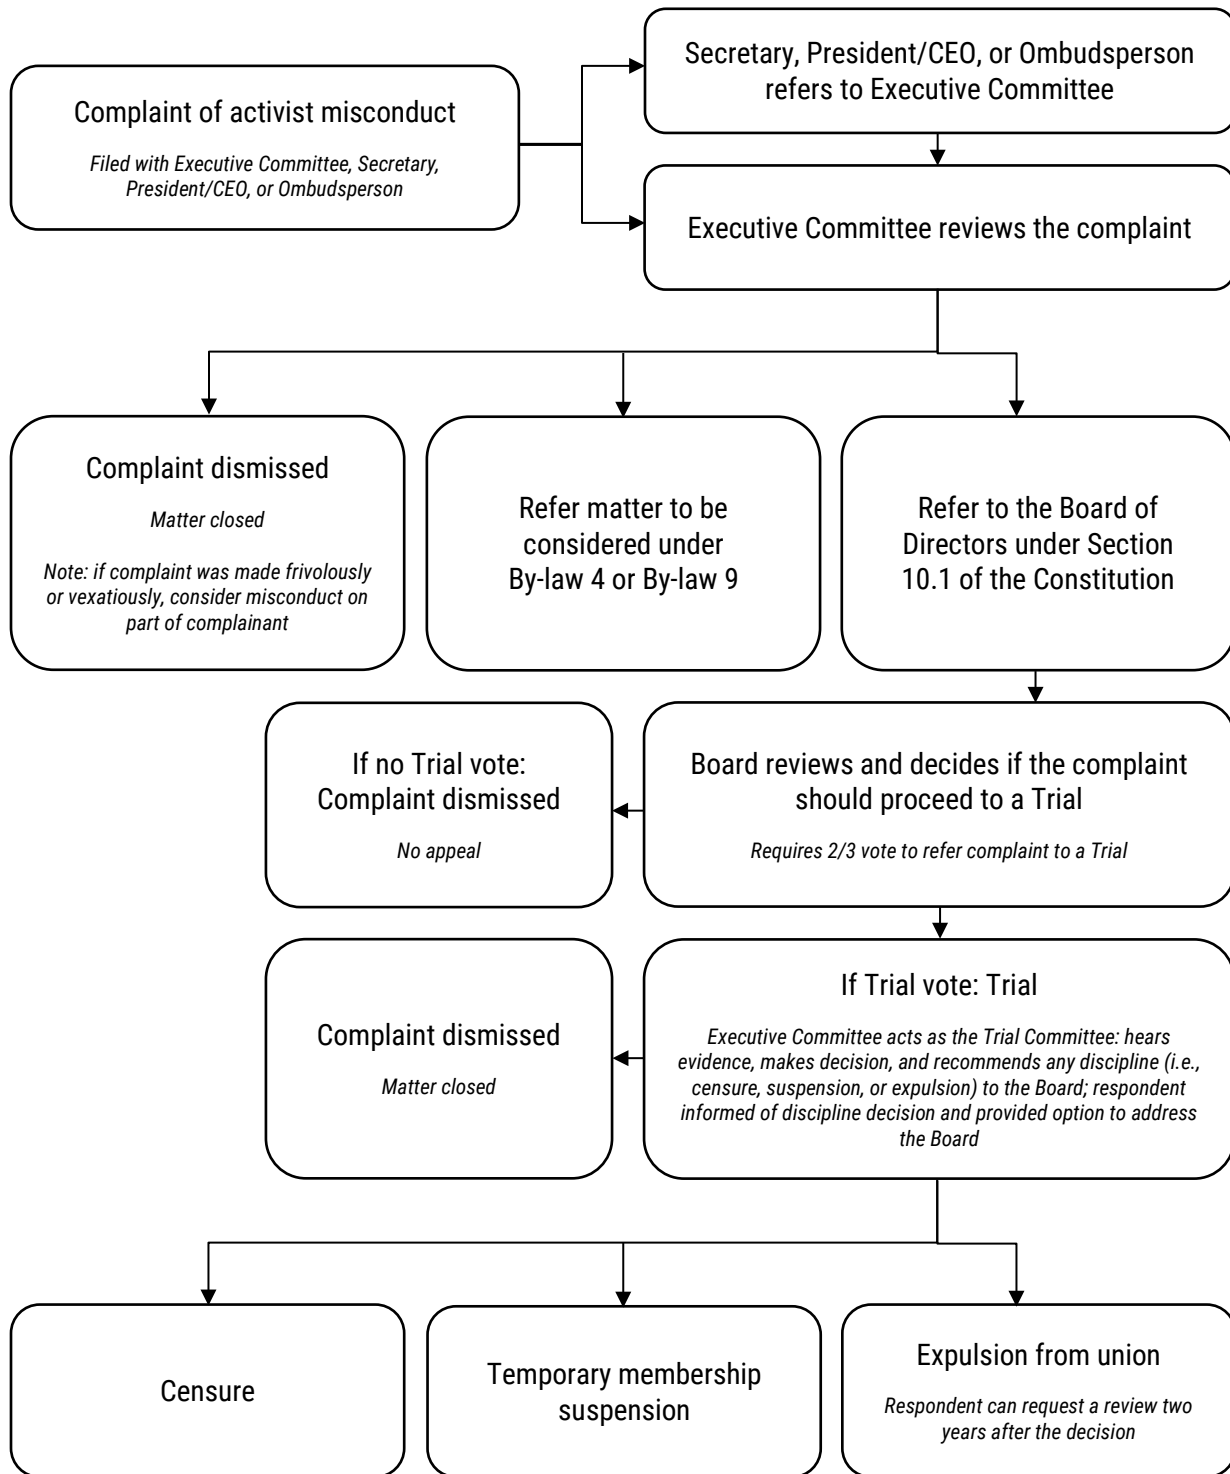 Complaint of activist misconduct
Filed with Executive Committee, Secretary,
President/CEO, or Ombudsperson
Secretary, President/CEO, or Ombudsperson
refers to Executive Committee
Executive Committee reviews the complaint
Complaint dismissed
Matter closed
Note: if complaint was made frivolously
or vexatiously, consider misconduct on
part of complainant
Refer matter to be
considered under
By-law 4 or By-law 9
Refer to the Board of
Directors under Section
10.1 of the Constitution
If no Trial vote:
Complaint dismissed
No appeal
Board reviews and decides if the complaint
should proceed to a Trial
Requires 2/3 vote to refer complaint to a Trial
Complaint dismissed
Matter closed
If Trial vote: Trial
Executive Committee acts as the Trial Committee: hears
evidence, makes decision, and recommends any discipline (i.e.,
censure, suspension, or expulsion) to the Board; respondent
informed of discipline decision and provided option to address
the Board
Censure
Temporary membership
suspension
Expulsion from union
Respondent can request a review two
years after the decision